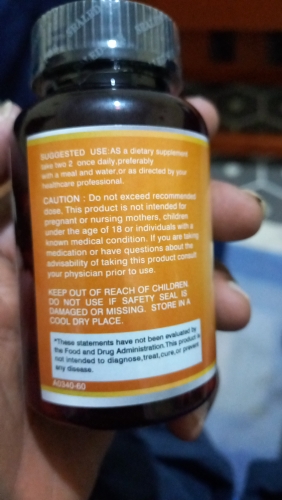 SUGGESTED USE:AS a dietary supplement
take two 2 once daily,preferably
with a meal and water,or as directed by your
healthcare professional.
CAUTION : Do not exceed recommended
dose, This product is not intended for
pregnant or nursing mothers, children
under the age of 18 or individuals with a
known medical condition. If you are taking
medication or have questions about the
advisability of taking this product consult
your physician prior to use.
KEEP OUT OF REACH OF CHILDREN.
DO NOT USE IF SAFETY SEAL IS
DAMAGED OR MISSING. STORE IN A
COOL DRY PLACE.
*These statements have not been evaluated by
the Food and Drug Administration.This product is
not intended to diagnose,treat,cure,or prevent
any disease.
A0340-60